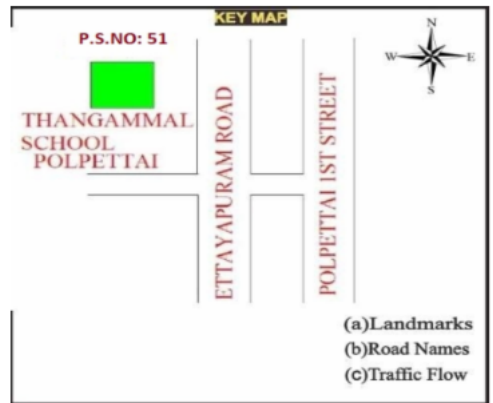 KEY MAP
P.S.NO: 51
N
W
E
S
THANGAMMAL
SCHOOL
POLPETTAI
ETTAYAPURAM ROAD
POLPETTAI 1ST STREET
(a)Landmarks
(b)Road Names
(c)Traffic Flow